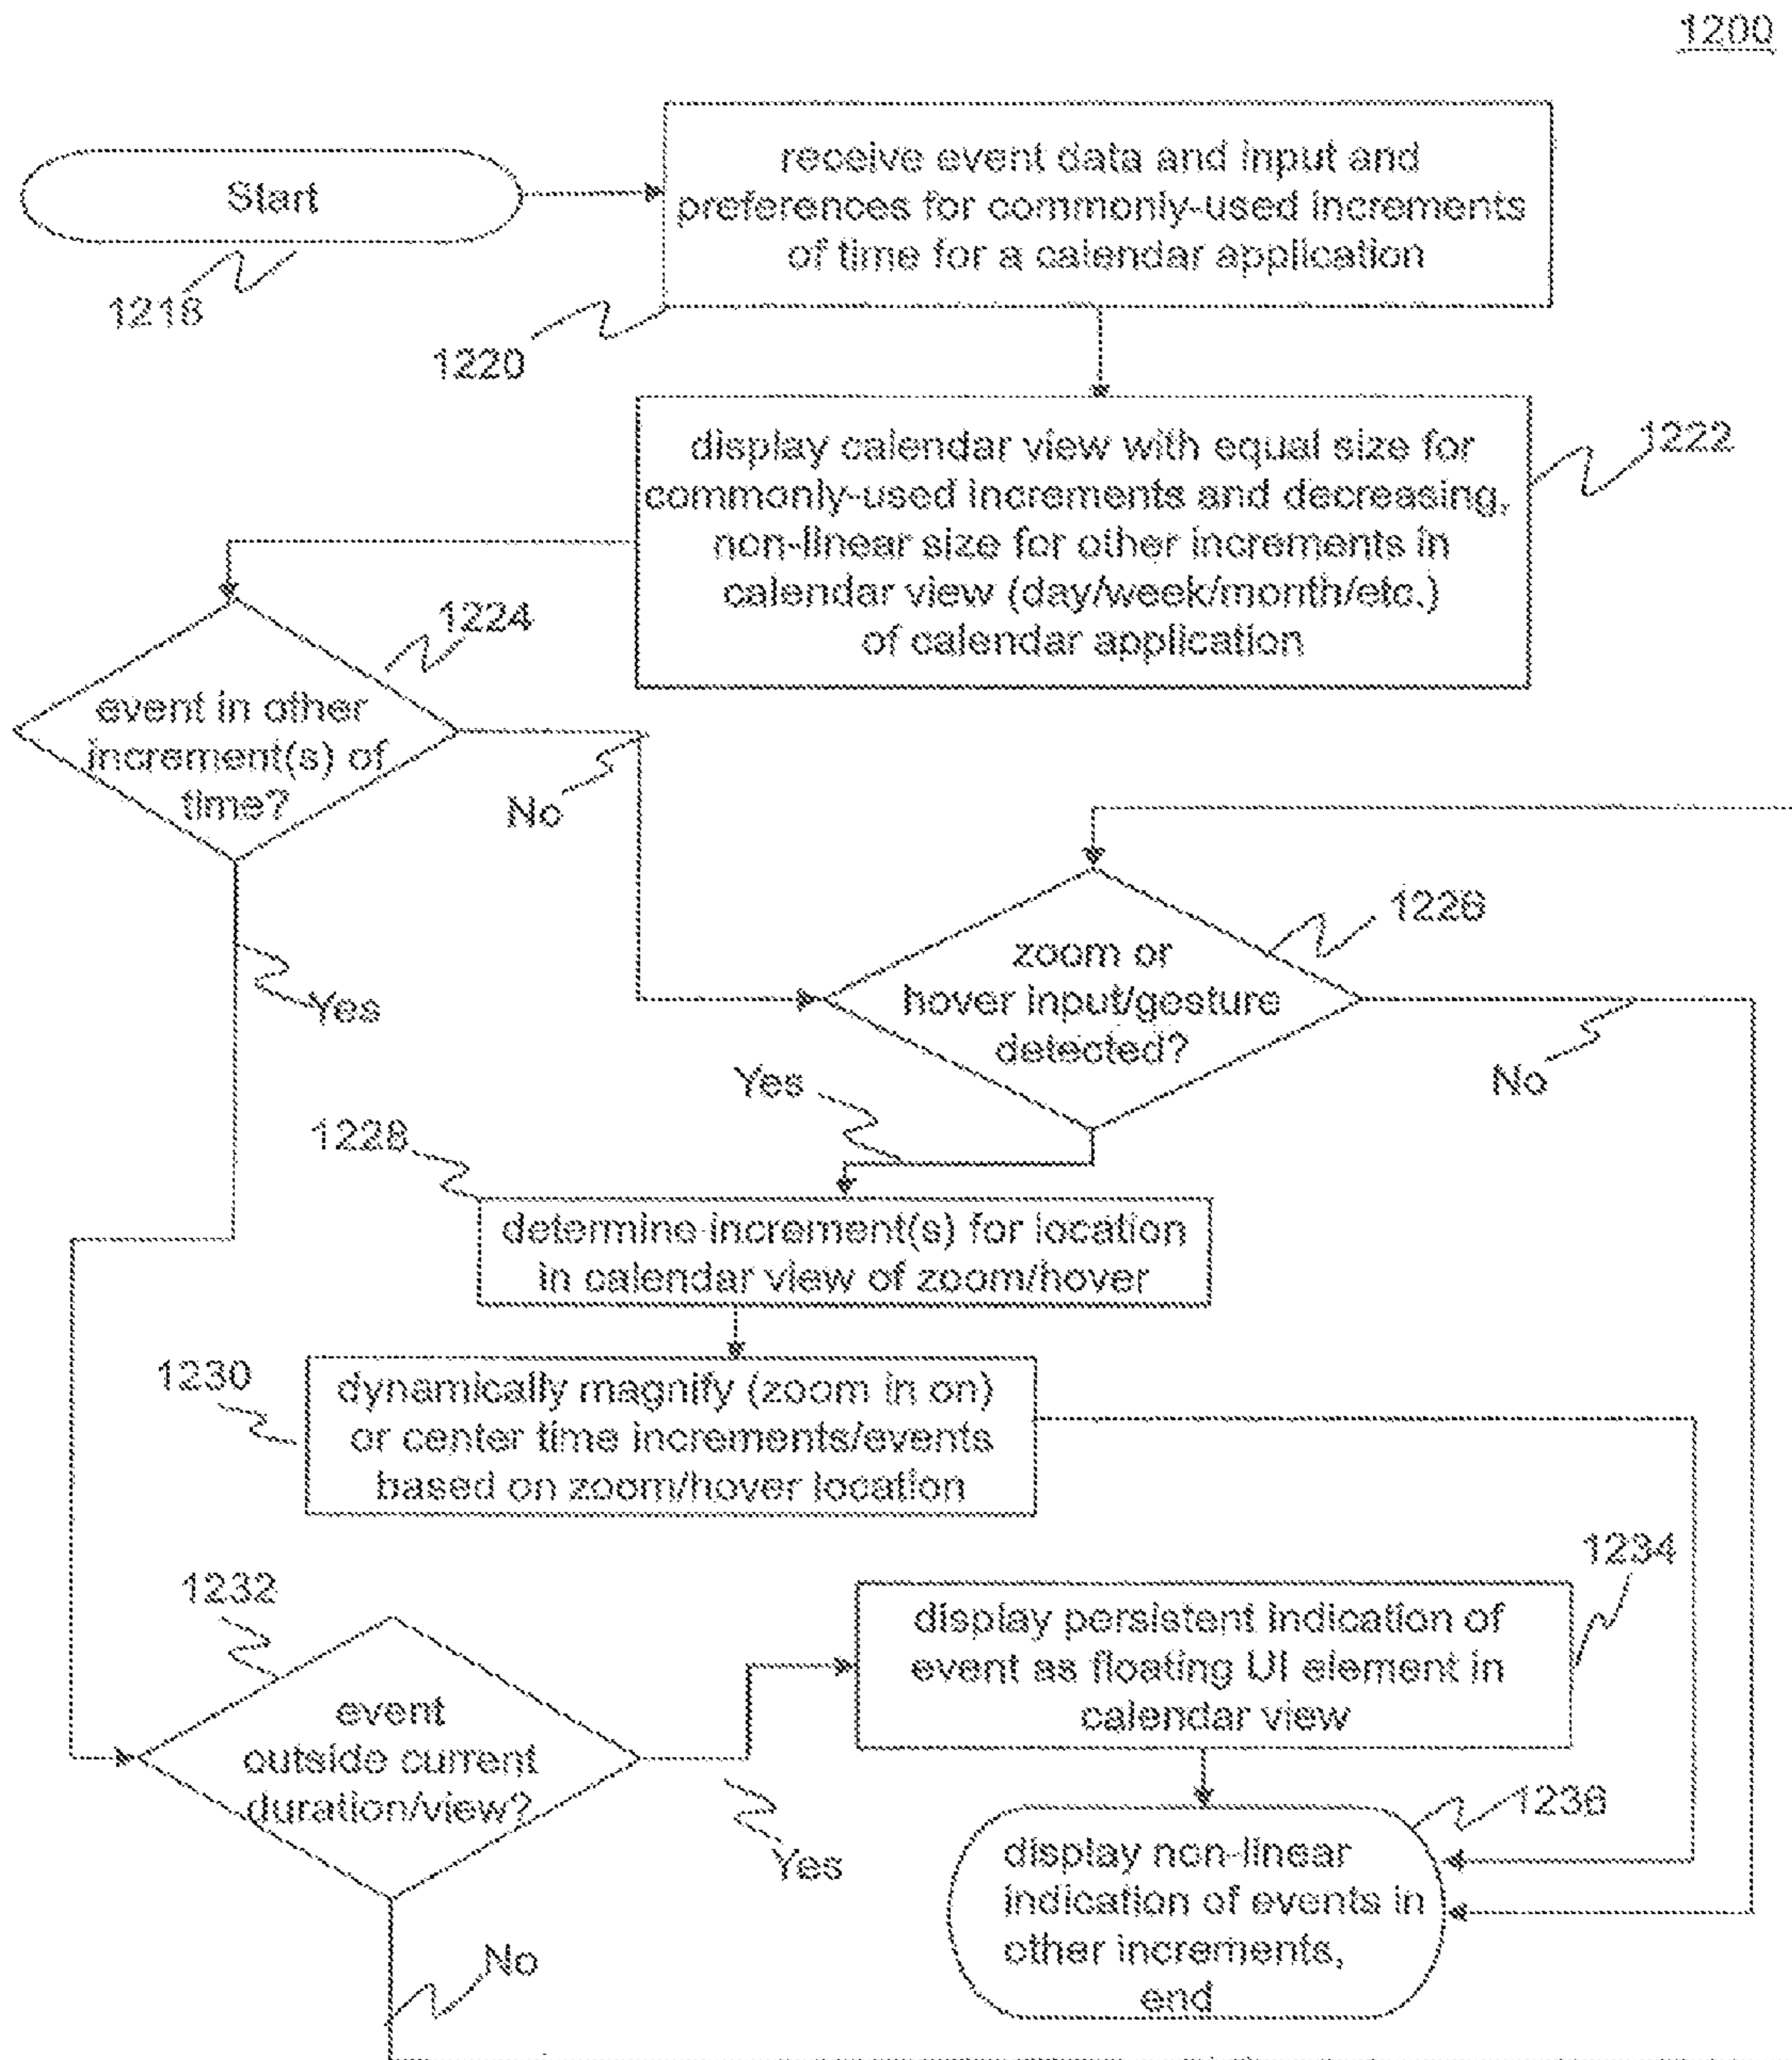 1200
Start
1218
receive event data and input and
preferences for commonly-used increments
of time for a calendar application
1220
display calendar view with equal size for
commonly-used increments and decreasing,
non-linear size for other increments in
calendar view (day/week/month/etc.)
of calendar application
1222
event in other
increment(s) of
time?
1224
No
Yes
zoom or
hover input/gesture
detected?
1226
No
Yes
1228
determine increment(s) for location
in calendar view of zoom/hover
1230
dynamically magnify (zoom in on)
or center time increments/events
based on zoom/hover location
1232
event
outside current
duration/view?
Yes
No
1234
display persistent indication of
event as floating UI element in
calendar view
1236
display non-linear
indication of events in
other increments,
end